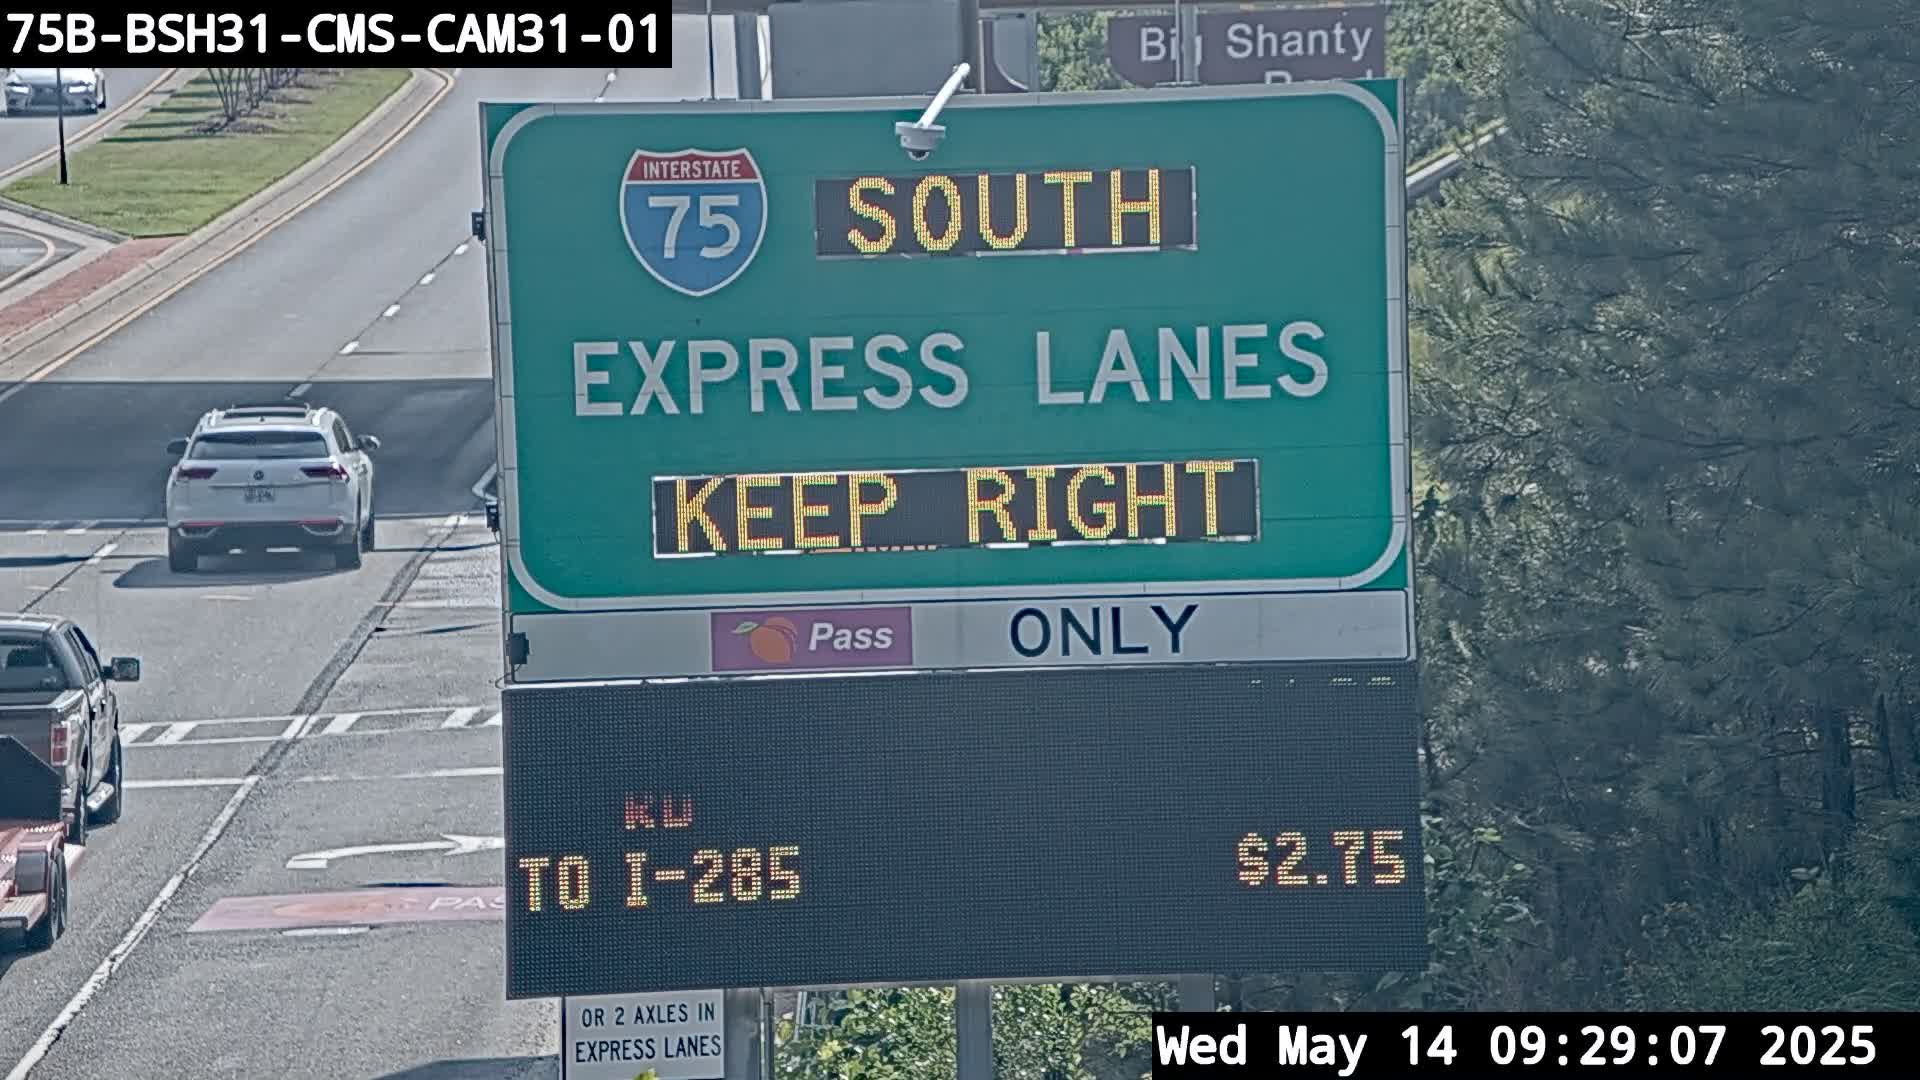 75B-BSH31-CMS-CAM31-01
Big Shanty
INTERSTATE
75
SOUTH
EXPRESS LANES
KEEP RIGHT
Pass ONLY
TO I-285 $2.75
OR 2 AXLES IN
EXPRESS LANES
Wed May 14 09:29:07 2025